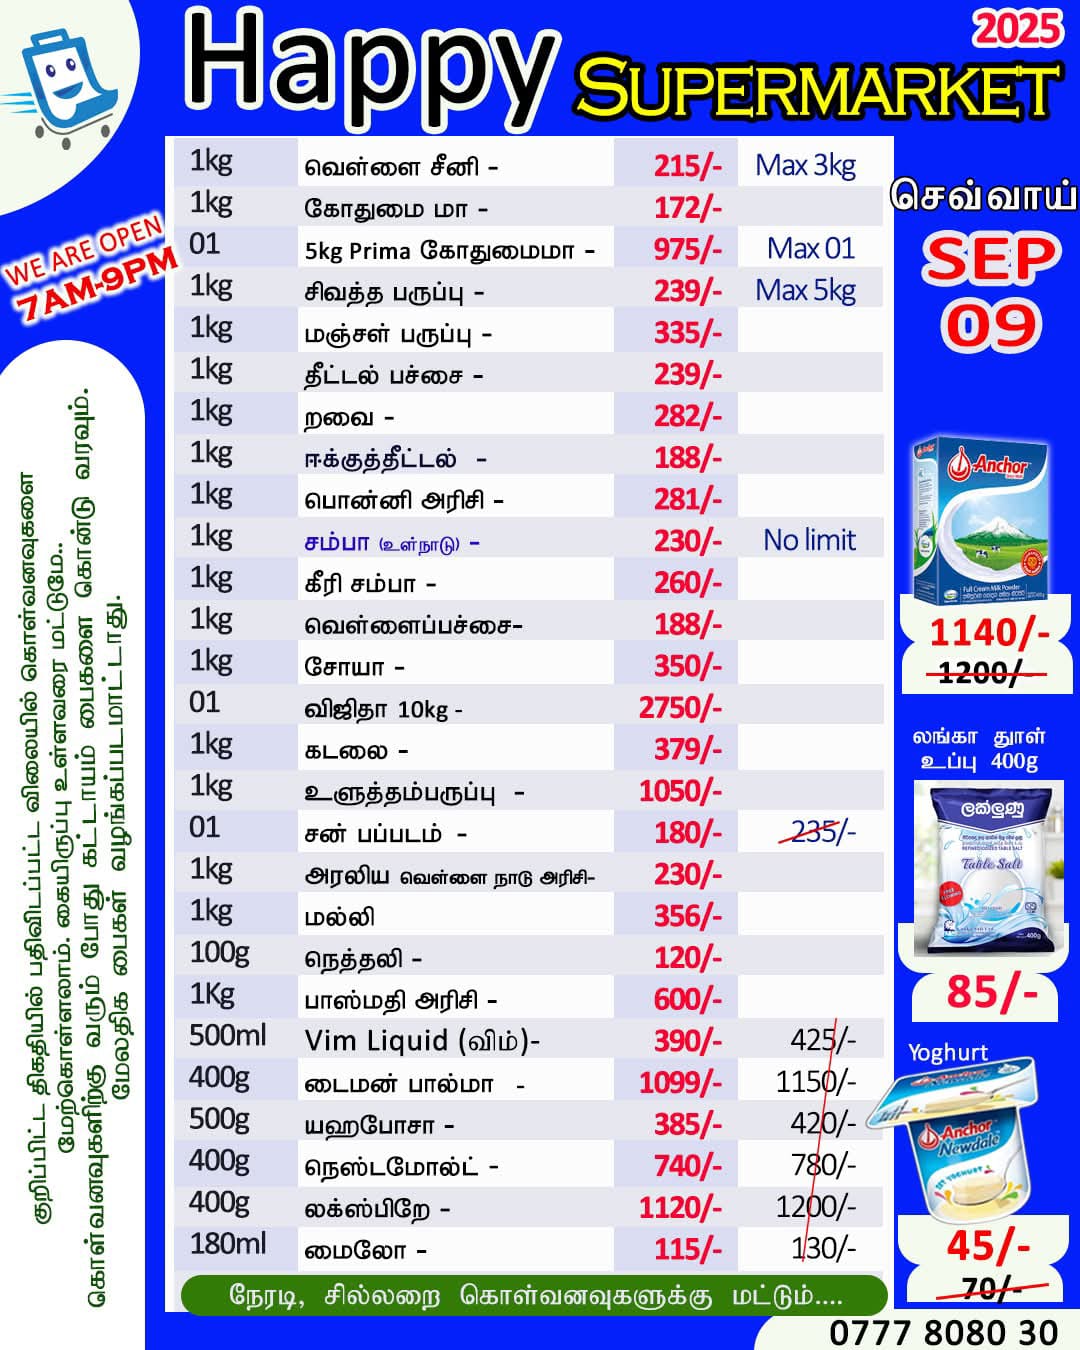 Happy SUPERMARKET
2025
WE ARE OPEN
7AM-9PM
செவ்வாய்
SEP
09
1kg வெள்ளை சீனி - 215/- Max 3kg
1kg கோதுமை மா - 172/-
01 5kg Prima கோதுமைமா - 975/- Max 01
1kg சிவத்த பருப்பு - 239/- Max 5kg
1kg மஞ்சள் பருப்பு - 335/-
1kg தீட்டல் பச்சை - 239/-
1kg றவை - 282/-
1kg ஈக்குத்தீட்டல் - 188/-
1kg பொன்னி அரிசி - 281/-
1kg சம்பா (உள்நாடு) - 230/- No limit
1kg கீரி சம்பா - 260/-
1kg வெள்ளைப்பச்சை- 188/-
1kg சோயா - 350/-
01 விஜிதா 10kg - 2750/-
1kg கடலை - 379/-
1kg உளுத்தம்பருப்பு - 1050/-
01 சன் பப்படம் - 180/- 235/-
1kg அரலிய வெள்ளை நாடு அரிசி- 230/-
1kg மல்லி 356/-
100g நெத்தலி - 120/-
1Kg பாஸ்மதி அரிசி - 600/-
500ml Vim Liquid (விம்)- 390/- 425/-
400g டைமன் பால்மா - 1099/- 1150/-
500g யஹபோசா - 385/- 420/-
400g நெஸ்டமோல்ட் - 740/- 780/-
400g லக்ஸ்பிறே - 1120/- 1200/-
180ml மைலோ - 115/- 130/-
நேரடி, சில்லறை கொள்வனவுகளுக்கு மட்டும்....
குறிப்பிட்ட திகதியில் பதிவிடப்பட்ட விலையில் கொள்வனவுகளை
மேற்கொள்ளலாம். கையிருப்பு உள்ளவரை மட்டுமே..
கொள்வனவுகளிற்கு வரும் போது கட்டாயம் பைகளை கொண்டு வரவும்.
மேலதிக பைகள் வழங்கப்படமாட்டாது.
Anchor
Full Cream Milk Powder
1140/-
1200/-
லங்கா தூள்
உப்பு 400g
ලක්ලුණු
Table Salt
400g
85/-
Yoghurt
Anchor
Newdale
SET YOGHURT
45/-
70/-
0777 8080 30